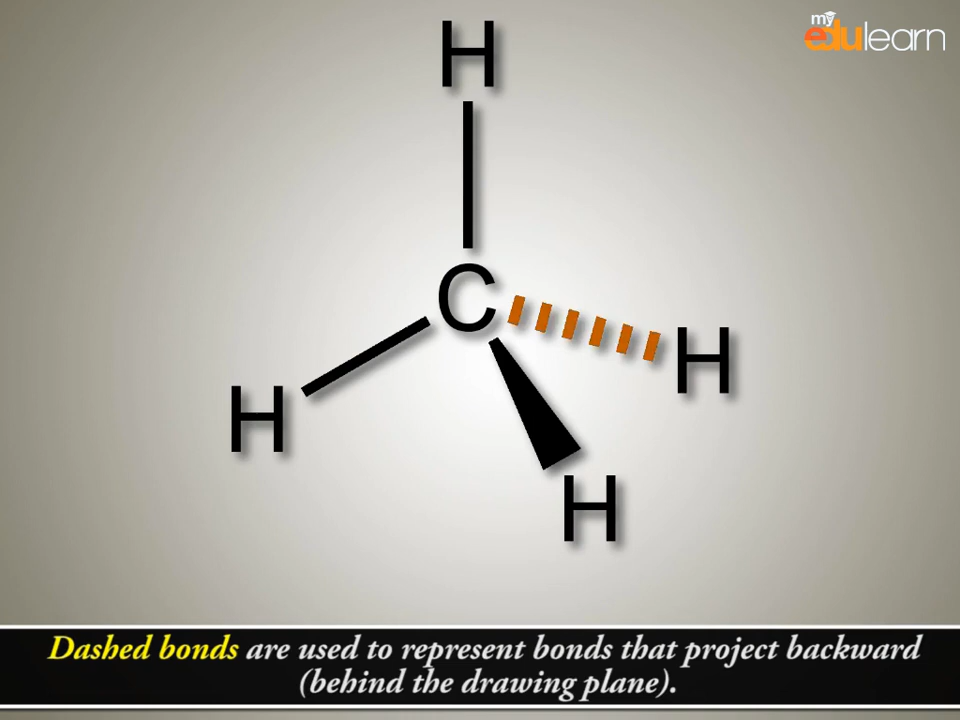 my
edulearn
H
C
H
H
H
Dashed bonds are used to represent bonds that project backward
(behind the drawing plane).